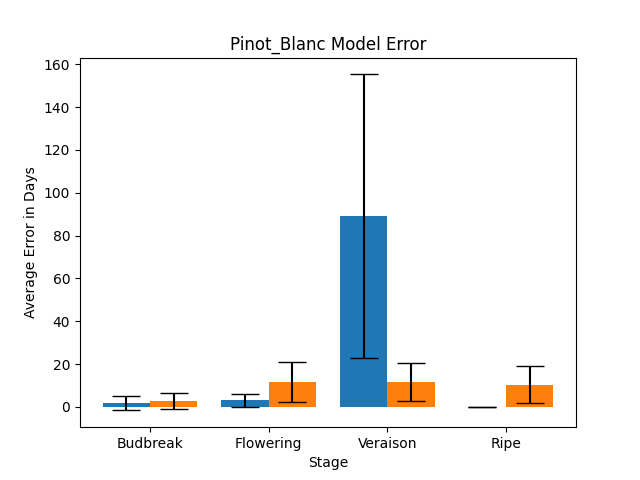 Pinot_Blanc Model Error
Average Error in Days
160
140
120
100
80
60
40
20
0
Budbreak Flowering Veraison Ripe
Stage